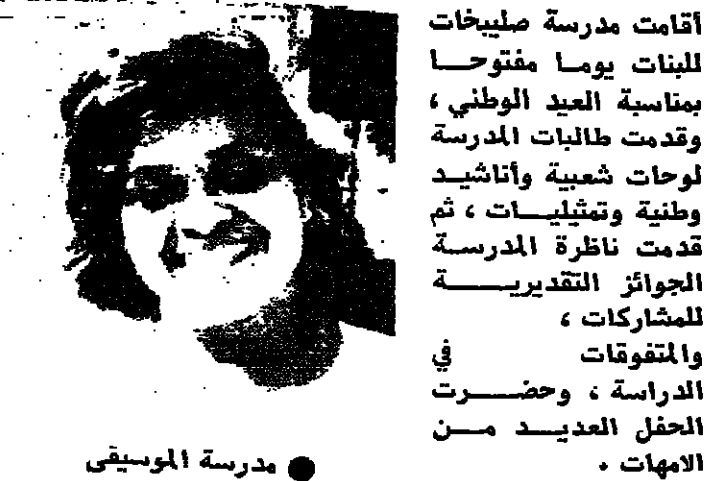 أقامت مدرسة صليبخات
للبنات يوما مفتوحا
بمناسبة العيد الوطني ،
وقدمت طالبات المدرسة
لوحات شعبية وأناشيد
وطنية وتمثيليات ، ثم
قدمت ناظرة المدرسة
الجوائز التقديرية
للمشاركات ،
والمتفوقات في
الدراسة ، وحضرت
الحفل العديد من
الامهات .
● مدرسة الموسيقى